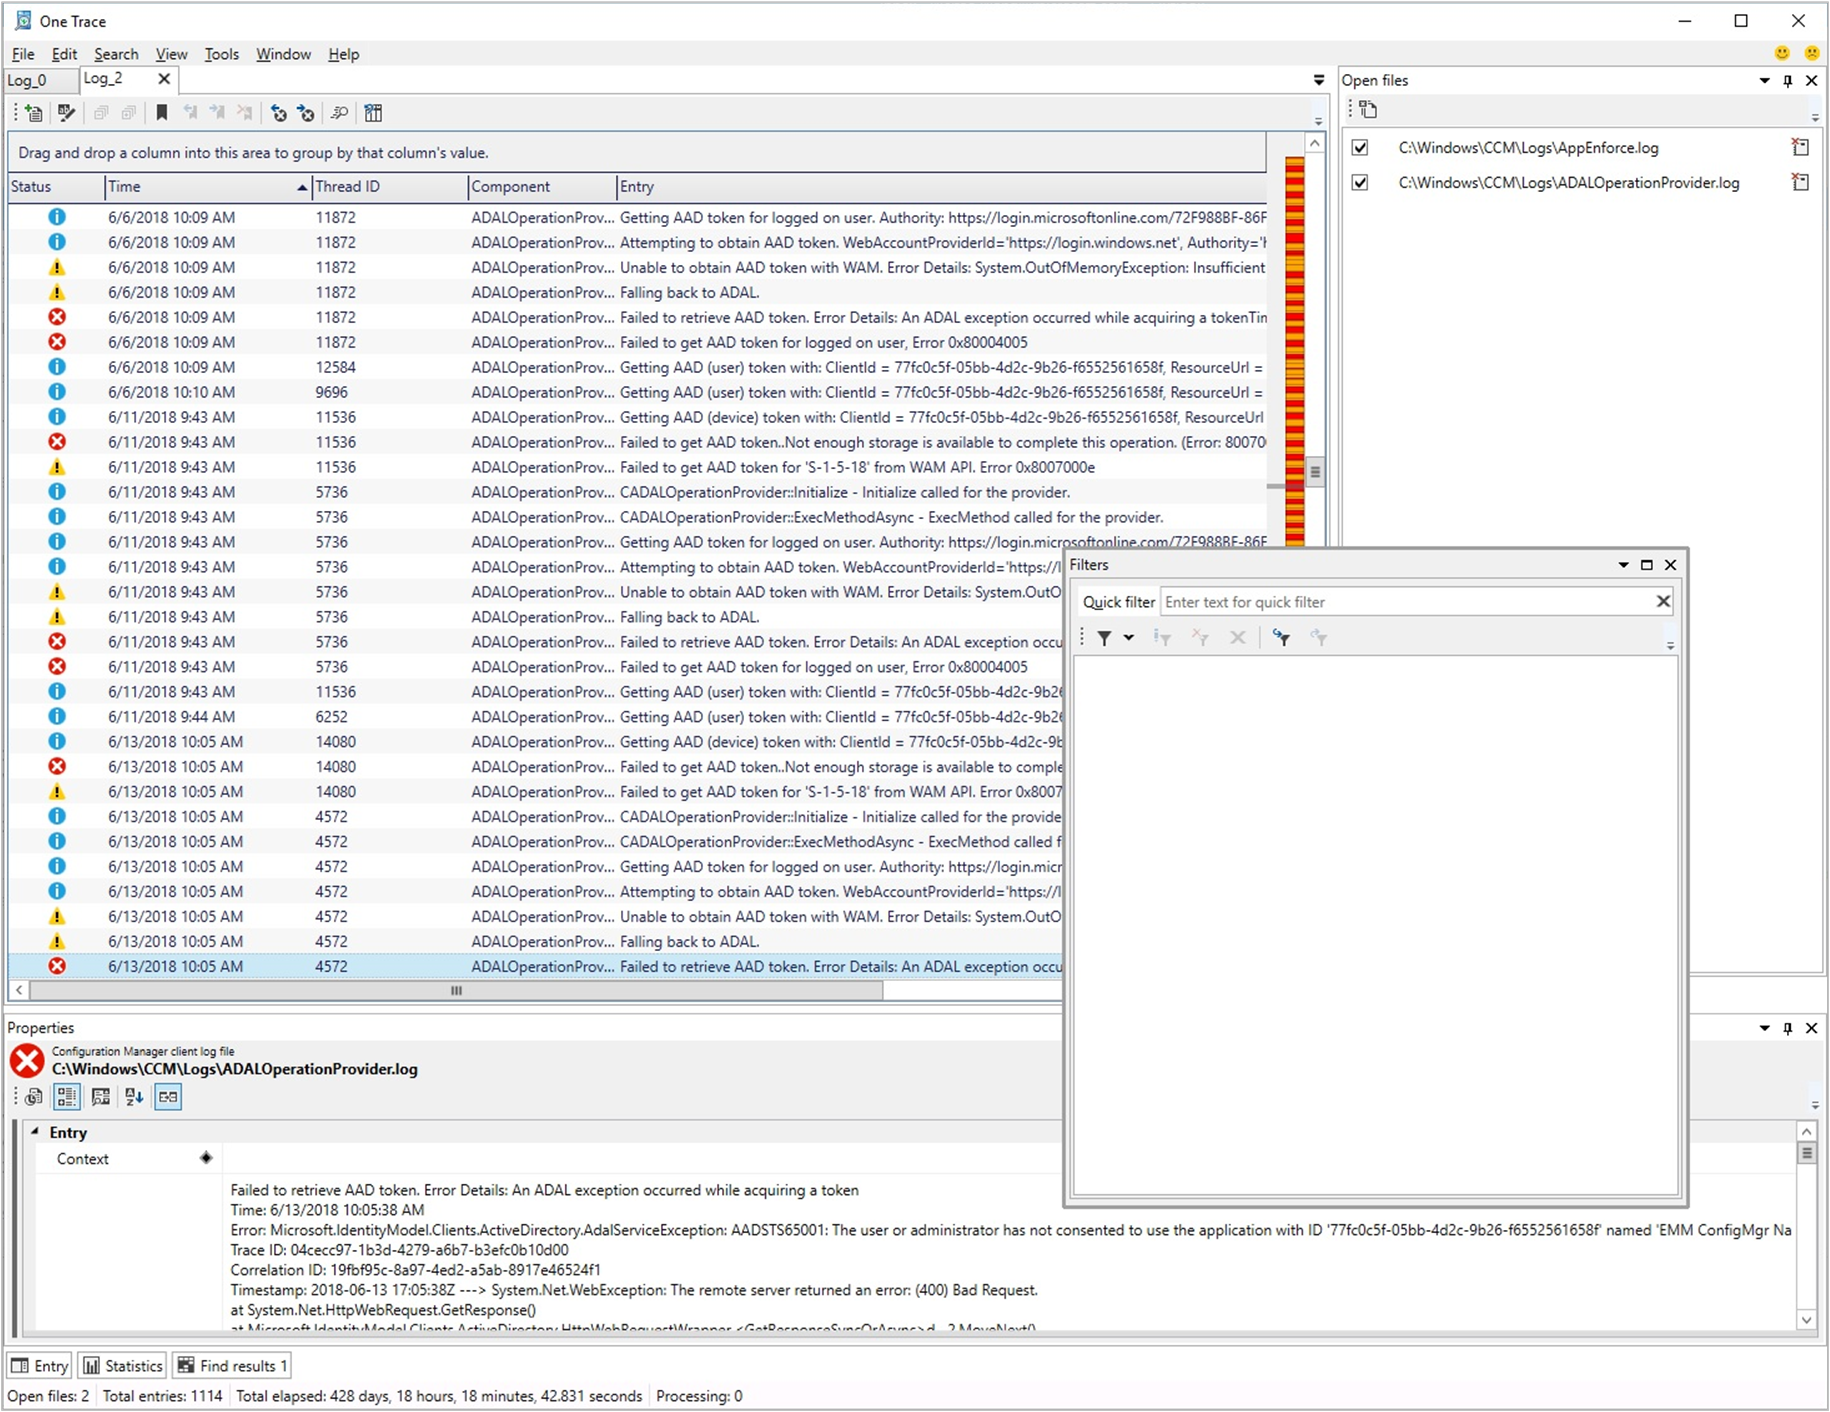 One Trace
File Edit Search View Tools Window Help
Log_0 Log_2
Drag and drop a column into this area to group by that column's value.
Status Time Thread ID Component Entry
6/6/2018 10:09 AM 11872 ADALOperationProv... Getting AAD token for logged on user. Authority: https://login.microsoftonline.com/72F988BF-86F
6/6/2018 10:09 AM 11872 ADALOperationProv... Attempting to obtain AAD token. WebAccountProviderId='https://login.windows.net', Authority='h
6/6/2018 10:09 AM 11872 ADALOperationProv... Unable to obtain AAD token with WAM. Error Details: System.OutOfMemoryException: Insufficient
6/6/2018 10:09 AM 11872 ADALOperationProv... Falling back to ADAL.
6/6/2018 10:09 AM 11872 ADALOperationProv... Failed to retrieve AAD token. Error Details: An ADAL exception occurred while acquiring a tokenTim
6/6/2018 10:09 AM 11872 ADALOperationProv... Failed to get AAD token for logged on user, Error 0x80004005
6/6/2018 10:09 AM 12584 ADALOperationProv... Getting AAD (user) token with: ClientId = 77fc0c5f-05bb-4d2c-9b26-f6552561658f, ResourceUrl =
6/6/2018 10:10 AM 9696 ADALOperationProv... Getting AAD (user) token with: ClientId = 77fc0c5f-05bb-4d2c-9b26-f6552561658f, ResourceUrl =
6/11/2018 9:43 AM 11536 ADALOperationProv... Getting AAD (device) token with: ClientId = 77fc0c5f-05bb-4d2c-9b26-f6552561658f, ResourceUrl
6/11/2018 9:43 AM 11536 ADALOperationProv... Failed to get AAD token..Not enough storage is available to complete this operation. (Error: 80070
6/11/2018 9:43 AM 11536 ADALOperationProv... Failed to get AAD token for 'S-1-5-18' from WAM API. Error 0x8007000e
6/11/2018 9:43 AM 5736 ADALOperationProv... CADALOperationProvider::Initialize - Initialize called for the provider.
6/11/2018 9:43 AM 5736 ADALOperationProv... CADALOperationProvider::ExecMethodAsync - ExecMethod called for the provider.
6/11/2018 9:43 AM 5736 ADALOperationProv... Getting AAD token for logged on user. Authority: https://login.microsoftonline.com/72F988BF-86F
6/11/2018 9:43 AM 5736 ADALOperationProv... Attempting to obtain AAD token. WebAccountProviderId='https://l
6/11/2018 9:43 AM 5736 ADALOperationProv... Unable to obtain AAD token with WAM. Error Details: System.OutO
6/11/2018 9:43 AM 5736 ADALOperationProv... Falling back to ADAL.
6/11/2018 9:43 AM 5736 ADALOperationProv... Failed to retrieve AAD token. Error Details: An ADAL exception occu
6/11/2018 9:43 AM 5736 ADALOperationProv... Failed to get AAD token for logged on user, Error 0x80004005
6/11/2018 9:43 AM 11536 ADALOperationProv... Getting AAD (user) token with: ClientId = 77fc0c5f-05bb-4d2c-9b26
6/11/2018 9:44 AM 6252 ADALOperationProv... Getting AAD (user) token with: ClientId = 77fc0c5f-05bb-4d2c-9b26
6/13/2018 10:05 AM 14080 ADALOperationProv... Getting AAD (device) token with: ClientId = 77fc0c5f-05bb-4d2c-9b
6/13/2018 10:05 AM 14080 ADALOperationProv... Failed to get AAD token..Not enough storage is available to comple
6/13/2018 10:05 AM 14080 ADALOperationProv... Failed to get AAD token for 'S-1-5-18' from WAM API. Error 0x8007
6/13/2018 10:05 AM 4572 ADALOperationProv... CADALOperationProvider::Initialize - Initialize called for the provide
6/13/2018 10:05 AM 4572 ADALOperationProv... CADALOperationProvider::ExecMethodAsync - ExecMethod called f
6/13/2018 10:05 AM 4572 ADALOperationProv... Getting AAD token for logged on user. Authority: https://login.micr
6/13/2018 10:05 AM 4572 ADALOperationProv... Attempting to obtain AAD token. WebAccountProviderId='https://l
6/13/2018 10:05 AM 4572 ADALOperationProv... Unable to obtain AAD token with WAM. Error Details: System.OutO
6/13/2018 10:05 AM 4572 ADALOperationProv... Falling back to ADAL.
6/13/2018 10:05 AM 4572 ADALOperationProv... Failed to retrieve AAD token. Error Details: An ADAL exception occu
Open files
C:\Windows\CCM\Logs\AppEnforce.log
C:\Windows\CCM\Logs\ADALOperationProvider.log
Filters
Quick filter Enter text for quick filter
Properties
Configuration Manager client log file
C:\Windows\CCM\Logs\ADALOperationProvider.log
Entry
Context
Failed to retrieve AAD token. Error Details: An ADAL exception occurred while acquiring a token
Time: 6/13/2018 10:05:38 AM
Error: Microsoft.IdentityModel.Clients.ActiveDirectory.AdalServiceException: AADSTS65001: The user or administrator has not consented to use the application with ID '77fc0c5f-05bb-4d2c-9b26-f6552561658f' named 'EMM ConfigMgr Na
Trace ID: 04cecc97-1b3d-4279-a6b7-b3efc0b10d00
Correlation ID: 19fbf95c-8a97-4ed2-a5ab-8917e46524f1
Timestamp: 2018-06-13 17:05:38Z ---> System.Net.WebException: The remote server returned an error: (400) Bad Request.
at System.Net.HttpWebRequest.GetResponse()
at Microsoft.IdentityModel.Clients.ActiveDirectory.HttpWebRequestWrapper.<GetResponseSyncOrAsync>d__2.MoveNext()
Entry Statistics Find results 1
Open files: 2 Total entries: 1114 Total elapsed: 428 days, 18 hours, 18 minutes, 42.831 seconds Processing: 0